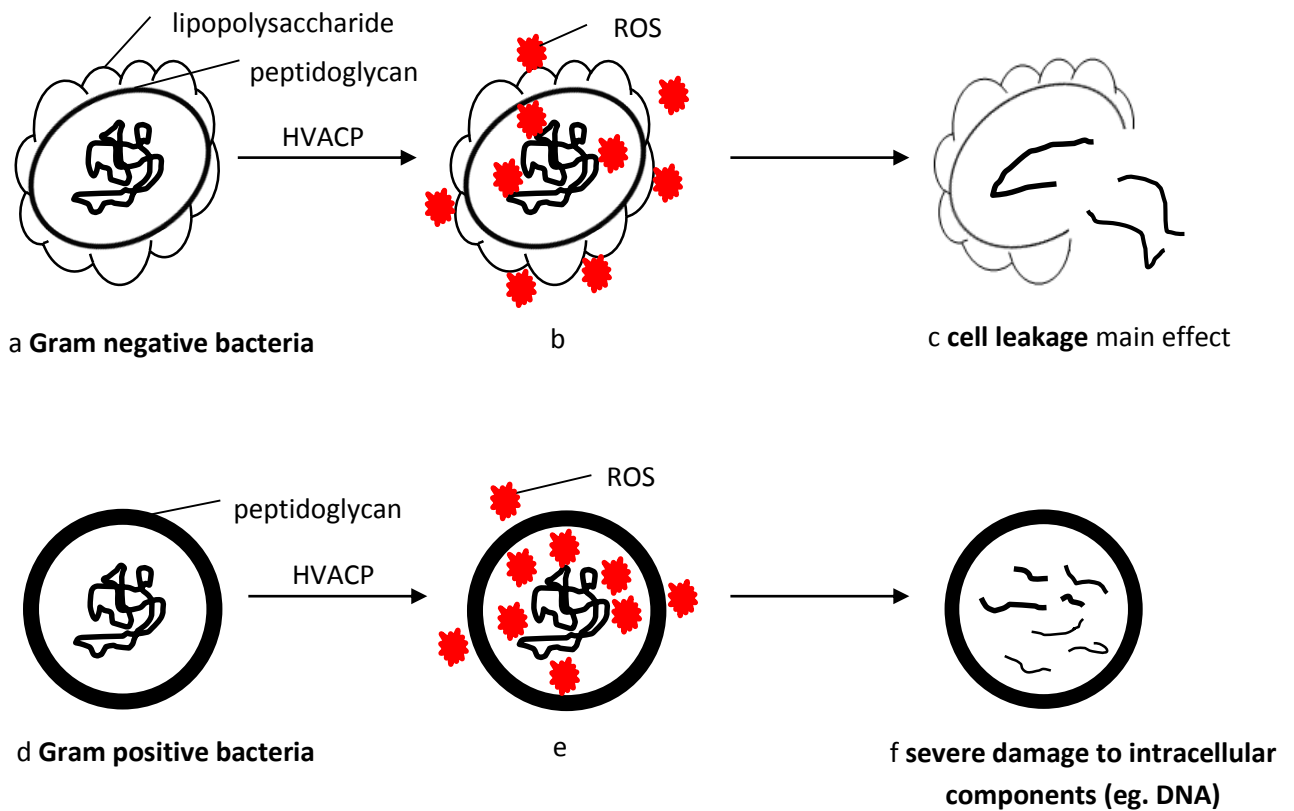 lipopolysaccharide
peptidoglycan
HVACP
ROS
a Gram negative bacteria
b
c cell leakage main effect
peptidoglycan
HVACP
ROS
d Gram positive bacteria
e
f severe damage to intracellular
components (eg. DNA)